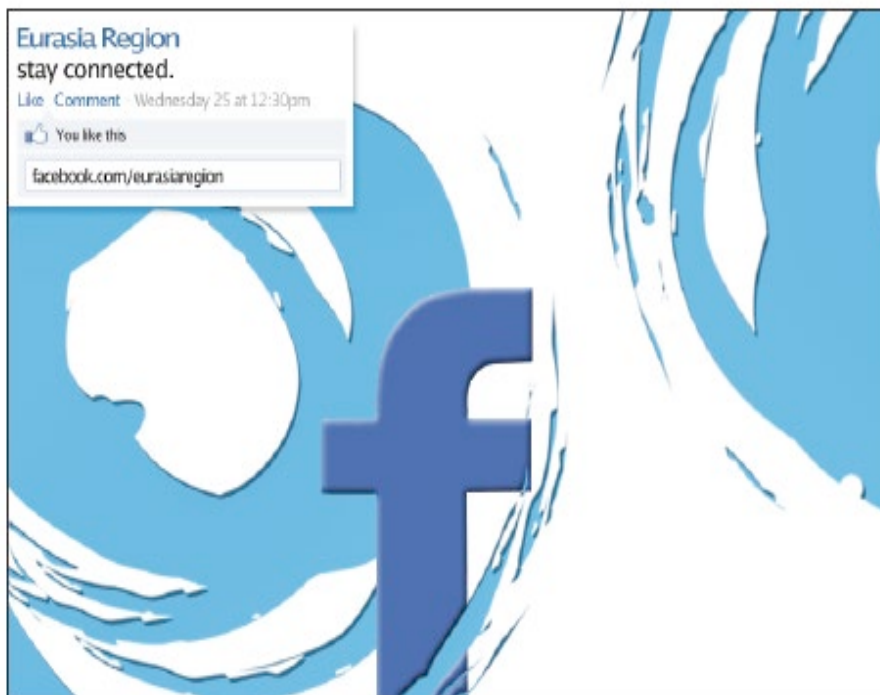 Eurasia Region
stay connected.
Like Comment · Wednesday 25 at 12:30pm
You like this
facebook.com/eurasiaregion
f